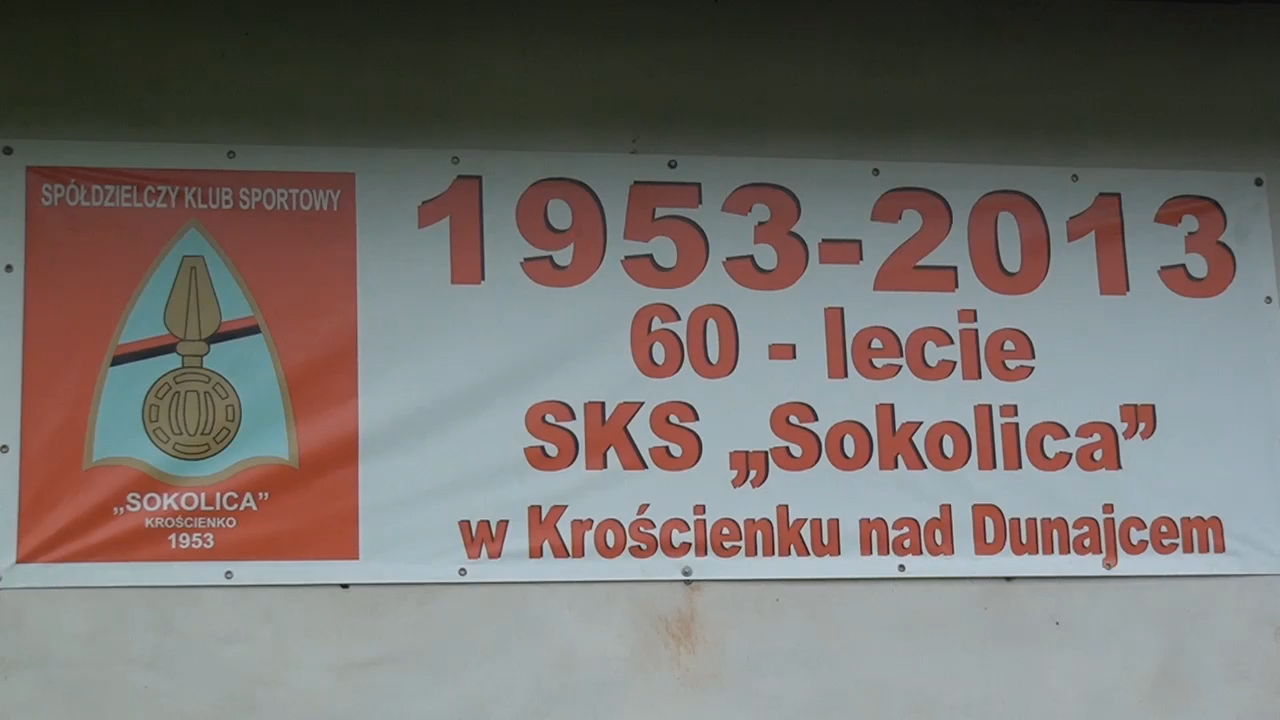 SPÓŁDZIELCZY KLUB SPORTOWY
„SOKOLICA”
KROŚCIENKO
1953
1953-2013
60 - lecie
SKS „Sokolica”
w Krościenku nad Dunajcem